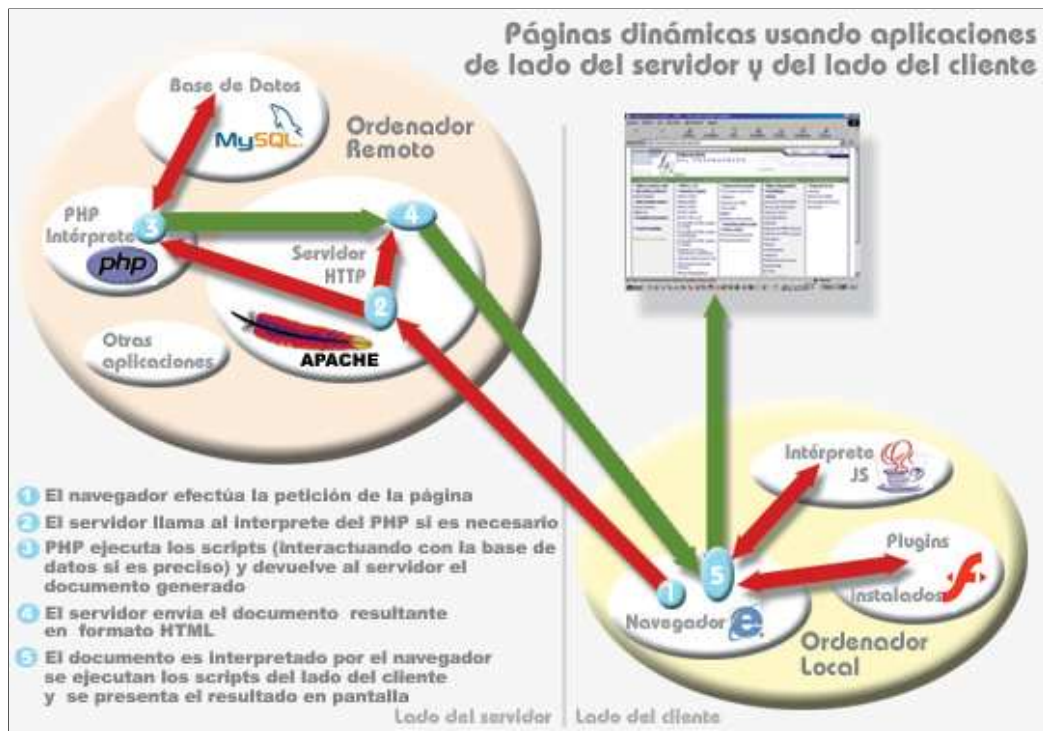 Páginas dinámicas usando aplicaciones
de lado del servidor y del lado del cliente
Base de Datos
MySQL
Ordenador
Remoto
PHP
Intérprete
3
php
4
Servidor
HTTP
2
APACHE
Otras
aplicaciones
Intérprete
JS
Plugins
Instalados
1
5
Navegador
Ordenador
Local
1 El navegador efectúa la petición de la página
2 El servidor llama al interprete del PHP si es necesario
3 PHP ejecuta los scripts (interactuando con la base de
datos si es preciso) y devuelve al servidor el
documento generado
4 El servidor envía el documento resultante
en formato HTML
5 El documento es interpretado por el navegador
se ejecutan los scripts del lado del cliente
y se presenta el resultado en pantalla
Lado del servidor
Lado del cliente